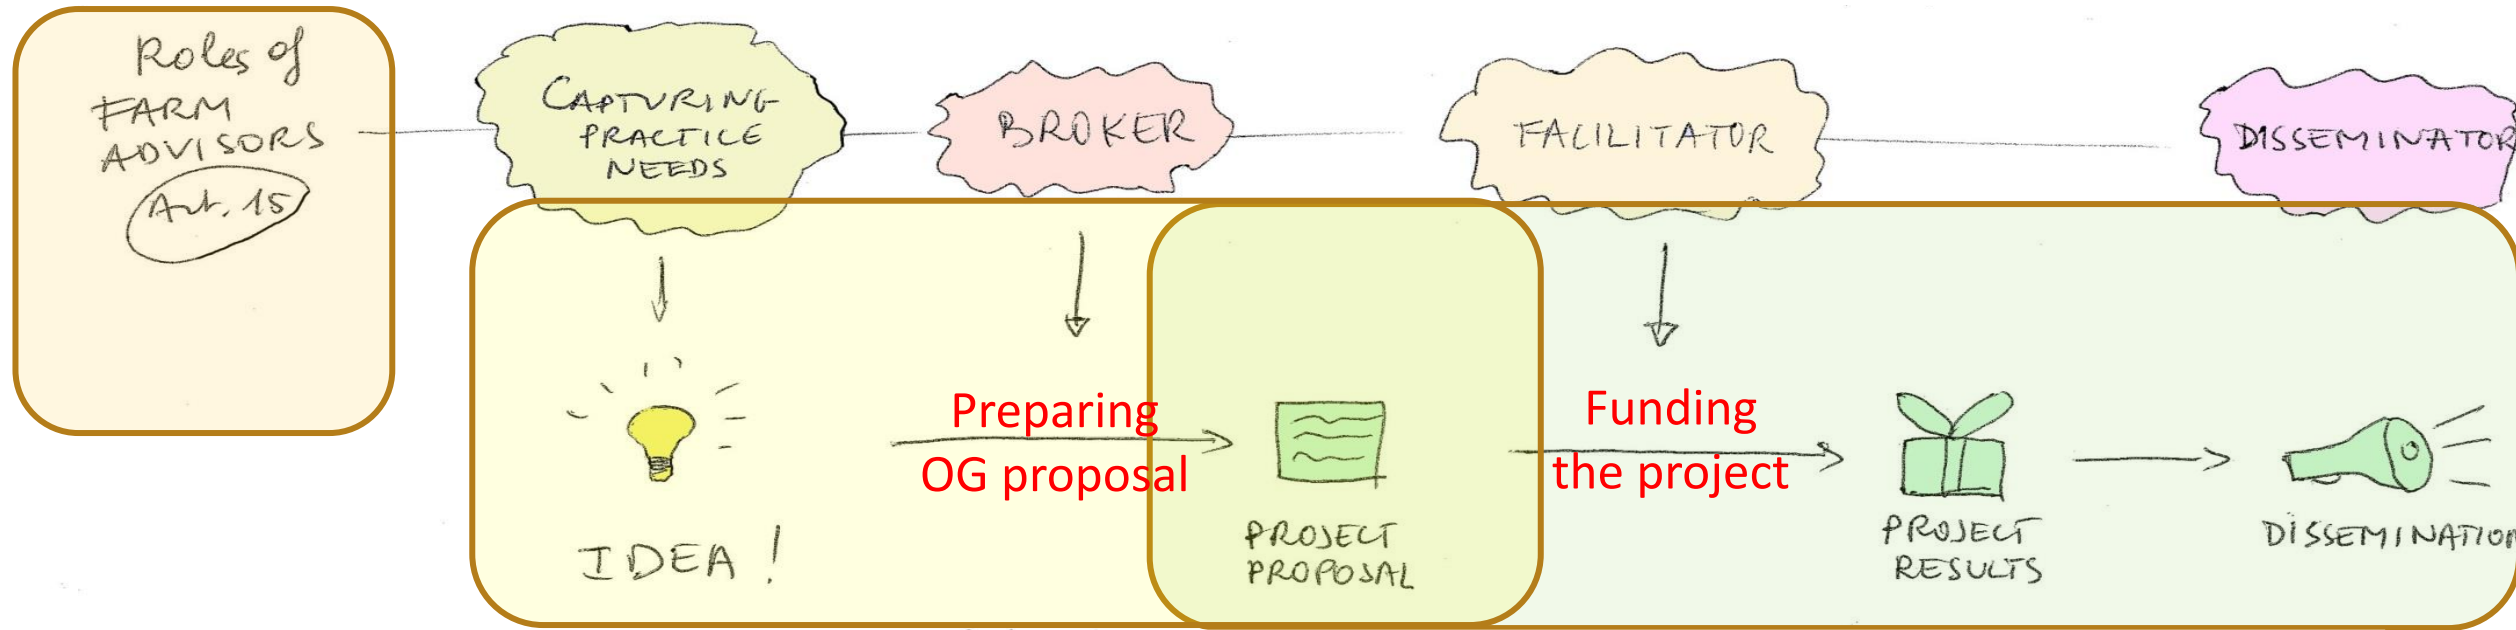 Roles of
FARM
ADVISORS
Art. 15
CAPTURING
PRACTICE
NEEDS
BROKER
FACILITATOR
DISSEMINATOR
IDEA !
Preparing
OG proposal
PROJECT
PROPOSAL
Funding
the project
PROJECT
RESULTS
DISSEMINATION